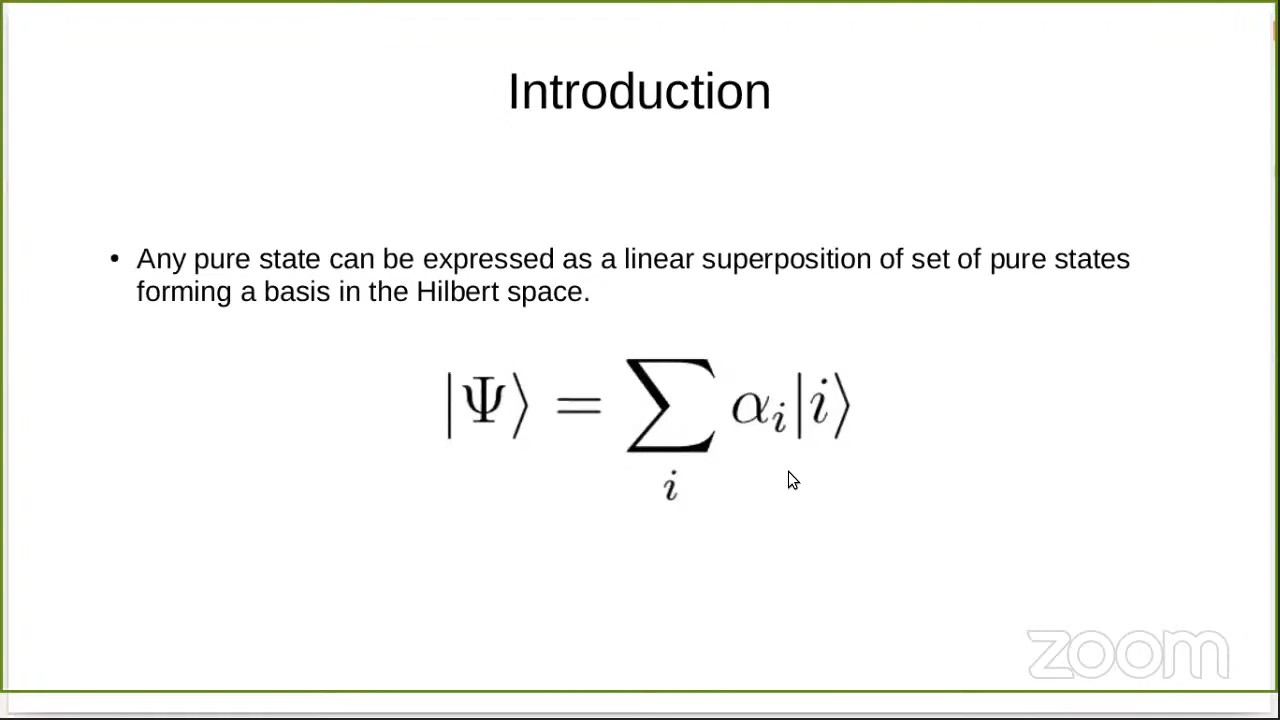 Introduction
• Any pure state can be expressed as a linear superposition of set of pure states
forming a basis in the Hilbert space.
|Ψ⟩ = ∑_i α_i|i⟩
zoom